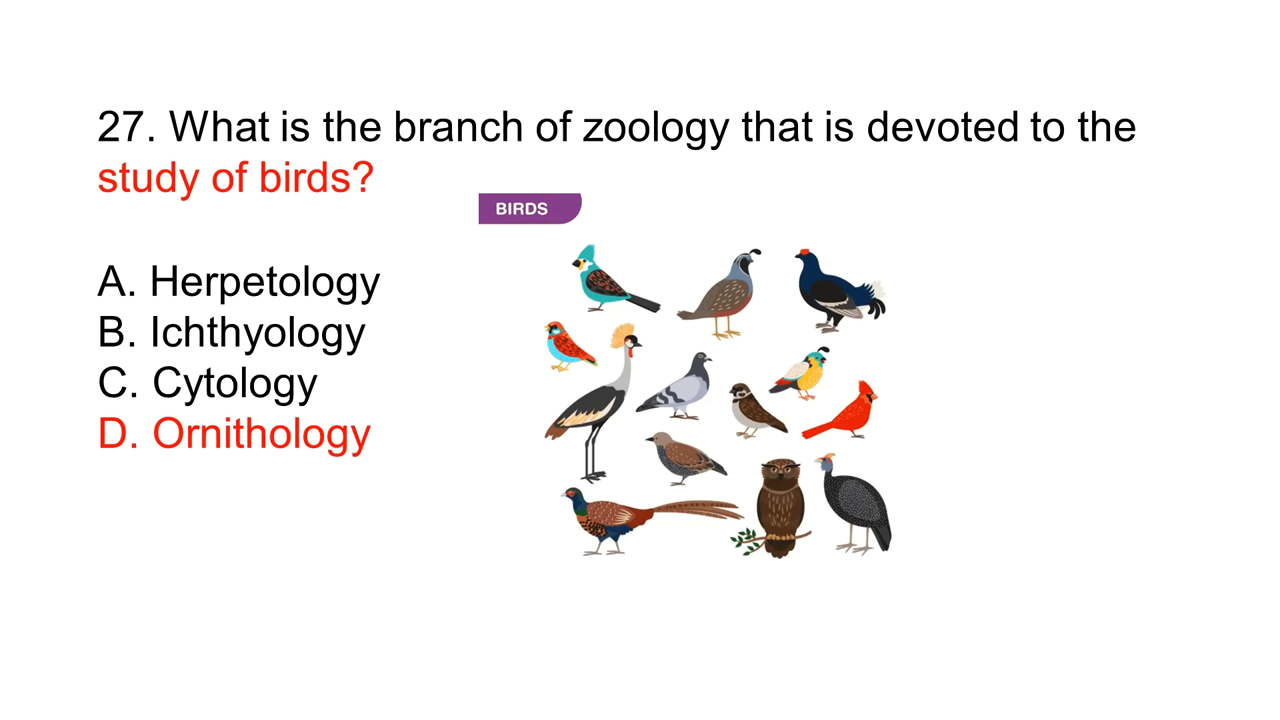 27. What is the branch of zoology that is devoted to the
study of birds?
BIRDS
A. Herpetology
B. Ichthyology
C. Cytology
D. Ornithology